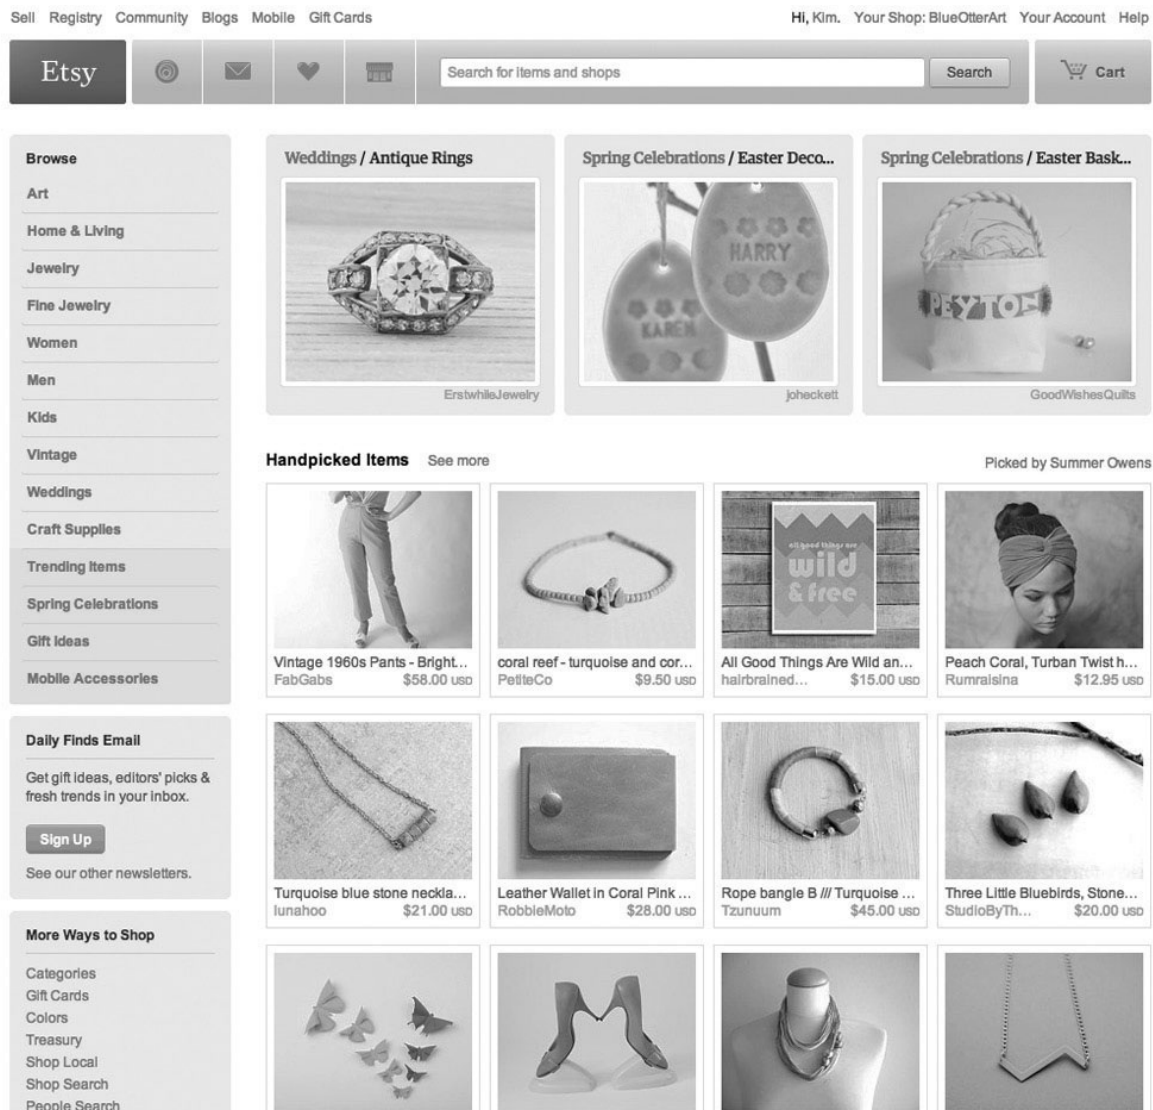 Sell Registry Community Blogs Mobile Gift Cards
Hi, Kim. Your Shop: BlueOtterArt Your Account Help
Etsy
Search for items and shops
Search
Cart
Browse
Art
Home & Living
Jewelry
Fine Jewelry
Women
Men
Kids
Vintage
Weddings
Craft Supplies
Trending Items
Spring Celebrations
Gift Ideas
Mobile Accessories
Daily Finds Email
Get gift ideas, editors' picks &
fresh trends in your inbox.
Sign Up
See our other newsletters.
More Ways to Shop
Categories
Gift Cards
Colors
Treasury
Shop Local
Shop Search
People Search
Weddings / Antique Rings
ErstwhileJewelry
Spring Celebrations / Easter Deco...
HARRY
KAREN
joheckett
Spring Celebrations / Easter Bask...
PEYTON
GoodWishesQuilts
Handpicked Items See more
Picked by Summer Owens
Vintage 1960s Pants - Bright...
FabGabs $58.00 USD
coral reef - turquoise and cor...
PetiteCo $9.50 USD
all good things are
wild
& free
All Good Things Are Wild an...
hairbrained... $15.00 USD
Peach Coral, Turban Twist h...
Rumraisina $12.95 USD
Turquoise blue stone neckla...
lunahoo $21.00 USD
Leather Wallet in Coral Pink ...
RobbieMoto $28.00 USD
Rope bangle B /// Turquoise ...
Tzunuum $45.00 USD
Three Little Bluebirds, Stone...
StudioByTh... $20.00 USD